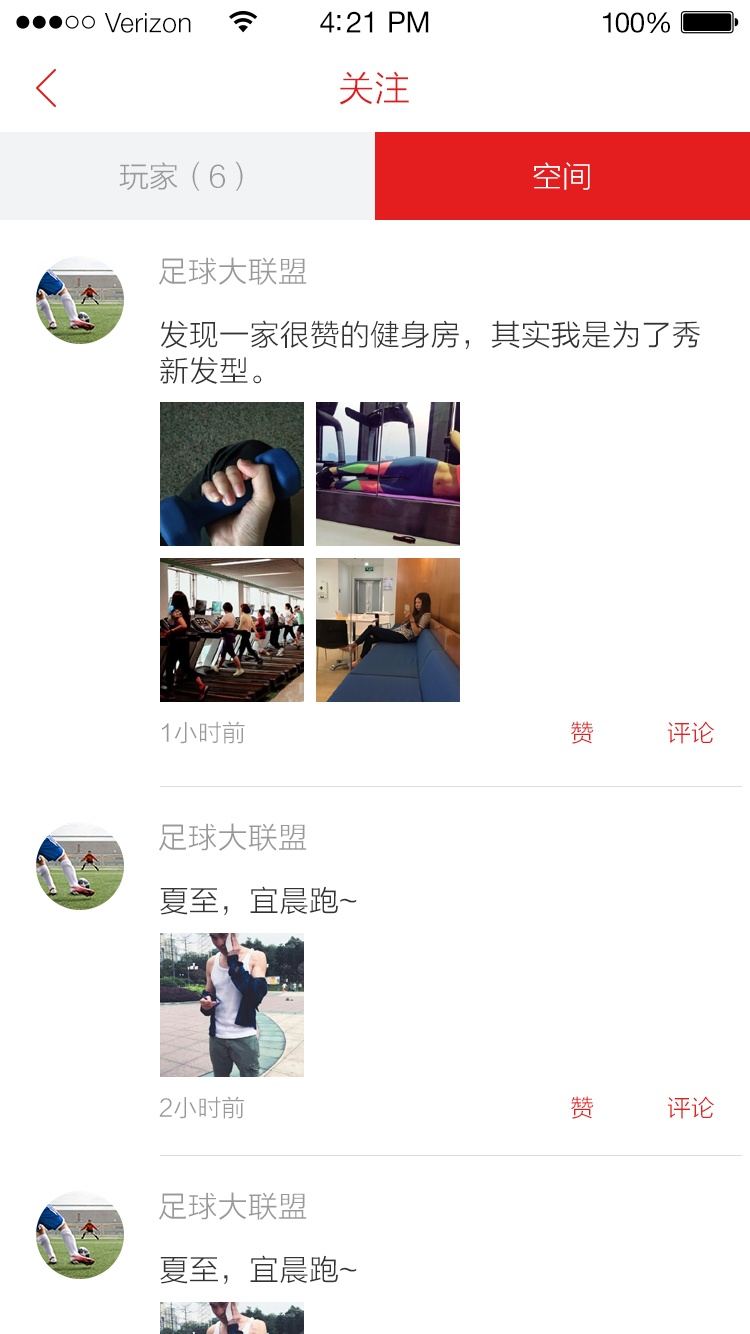 Verizon 4:21 PM 100%
关注
玩家（6） 空间
足球大联盟
发现一家很赞的健身房，其实我是为了秀
新发型。
1小时前 赞 评论
足球大联盟
夏至，宜晨跑~
2小时前 赞 评论
足球大联盟
夏至，宜晨跑~